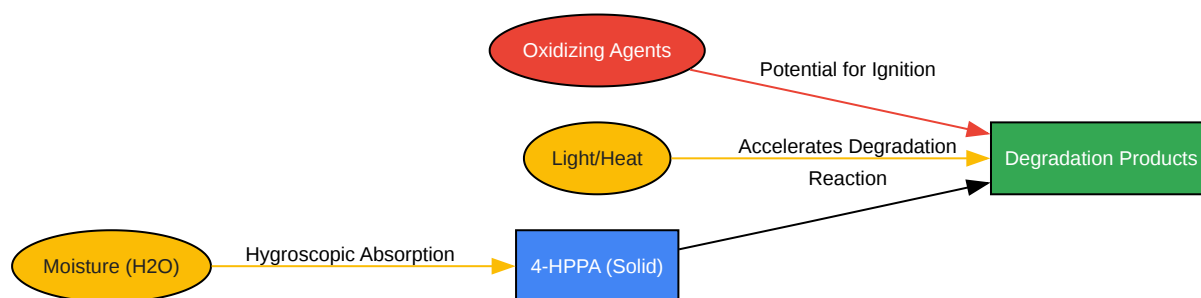 Oxidizing Agents
Potential for Ignition
Light/Heat
Accelerates Degradation
Degradation Products
Reaction
Moisture (H2O)
Hygroscopic Absorption
4-HPPA (Solid)